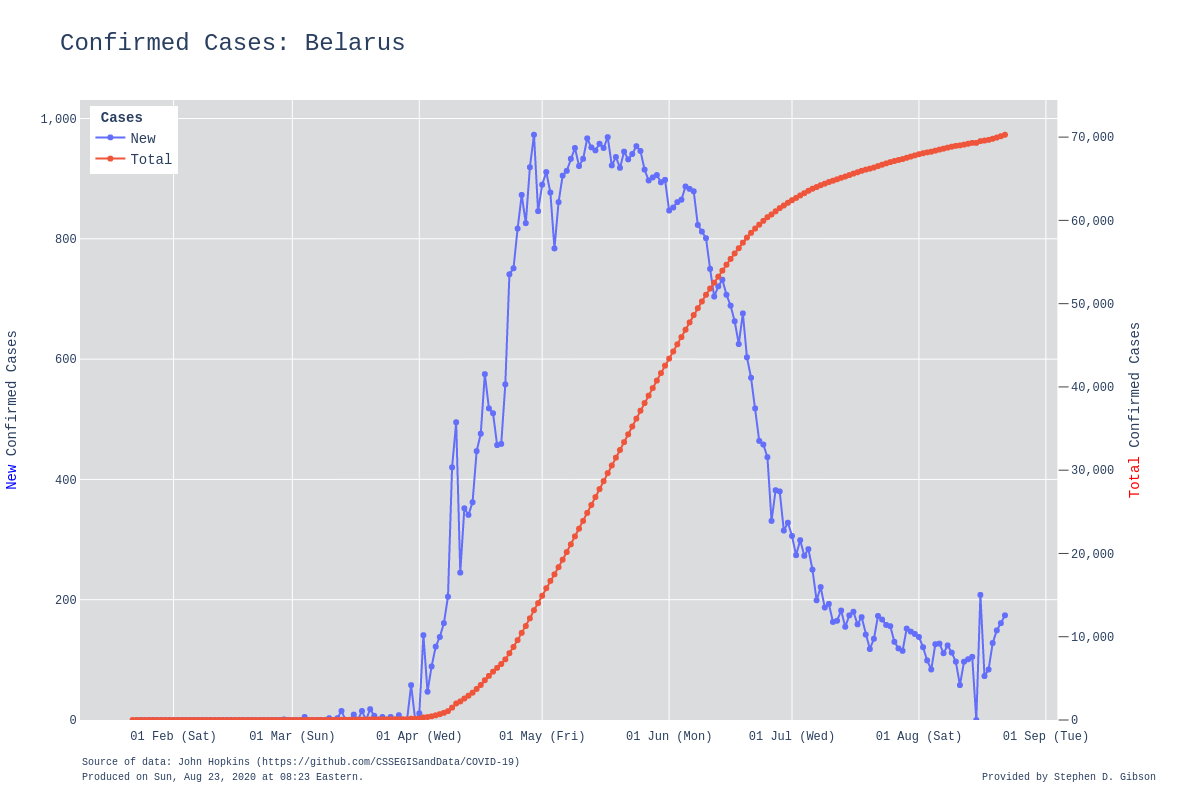 Confirmed Cases: Belarus
Cases
New
Total
1,000
800
600
400
200
0
New Confirmed Cases
70,000
60,000
50,000
40,000
30,000
20,000
10,000
0
Total Confirmed Cases
01 Feb (Sat) 01 Mar (Sun) 01 Apr (Wed) 01 May (Fri) 01 Jun (Mon) 01 Jul (Wed) 01 Aug (Sat) 01 Sep (Tue)
Source of data: John Hopkins (https://github.com/CSSEGISandData/COVID-19)
Produced on Sun, Aug 23, 2020 at 08:23 Eastern.
Provided by Stephen D. Gibson